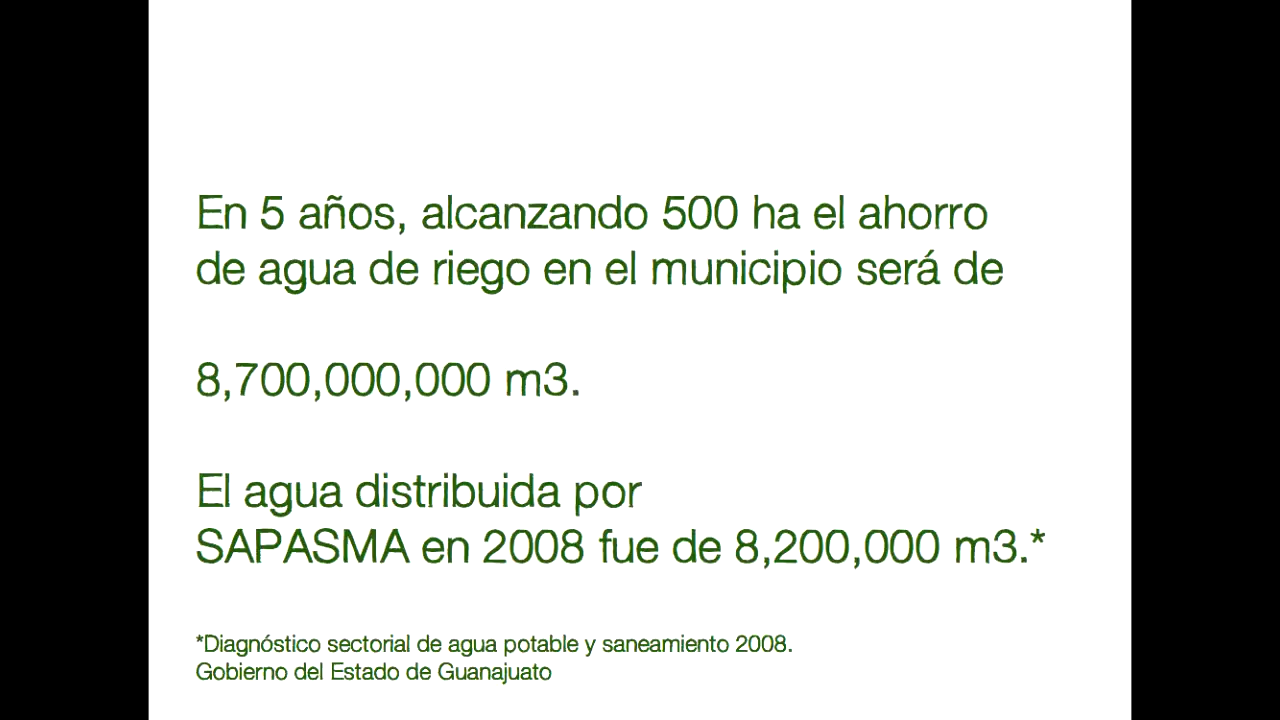 En 5 años, alcanzando 500 ha el ahorro
de agua de riego en el municipio será de
8,700,000,000 m3.
El agua distribuida por
SAPASMA en 2008 fue de 8,200,000 m3.*
*Diagnóstico sectorial de agua potable y saneamiento 2008.
Gobierno del Estado de Guanajuato